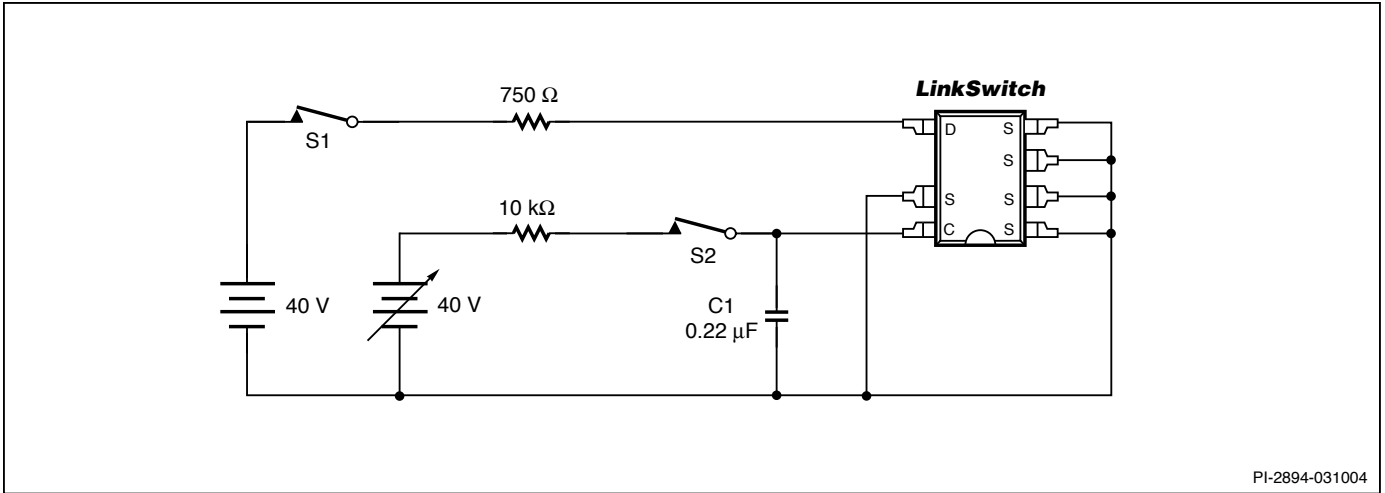 LinkSwitch
750 Ω
S1
D S
S
10 kΩ
S S
C S
S2
40 V
40 V
C1
0.22 µF
PI-2894-031004